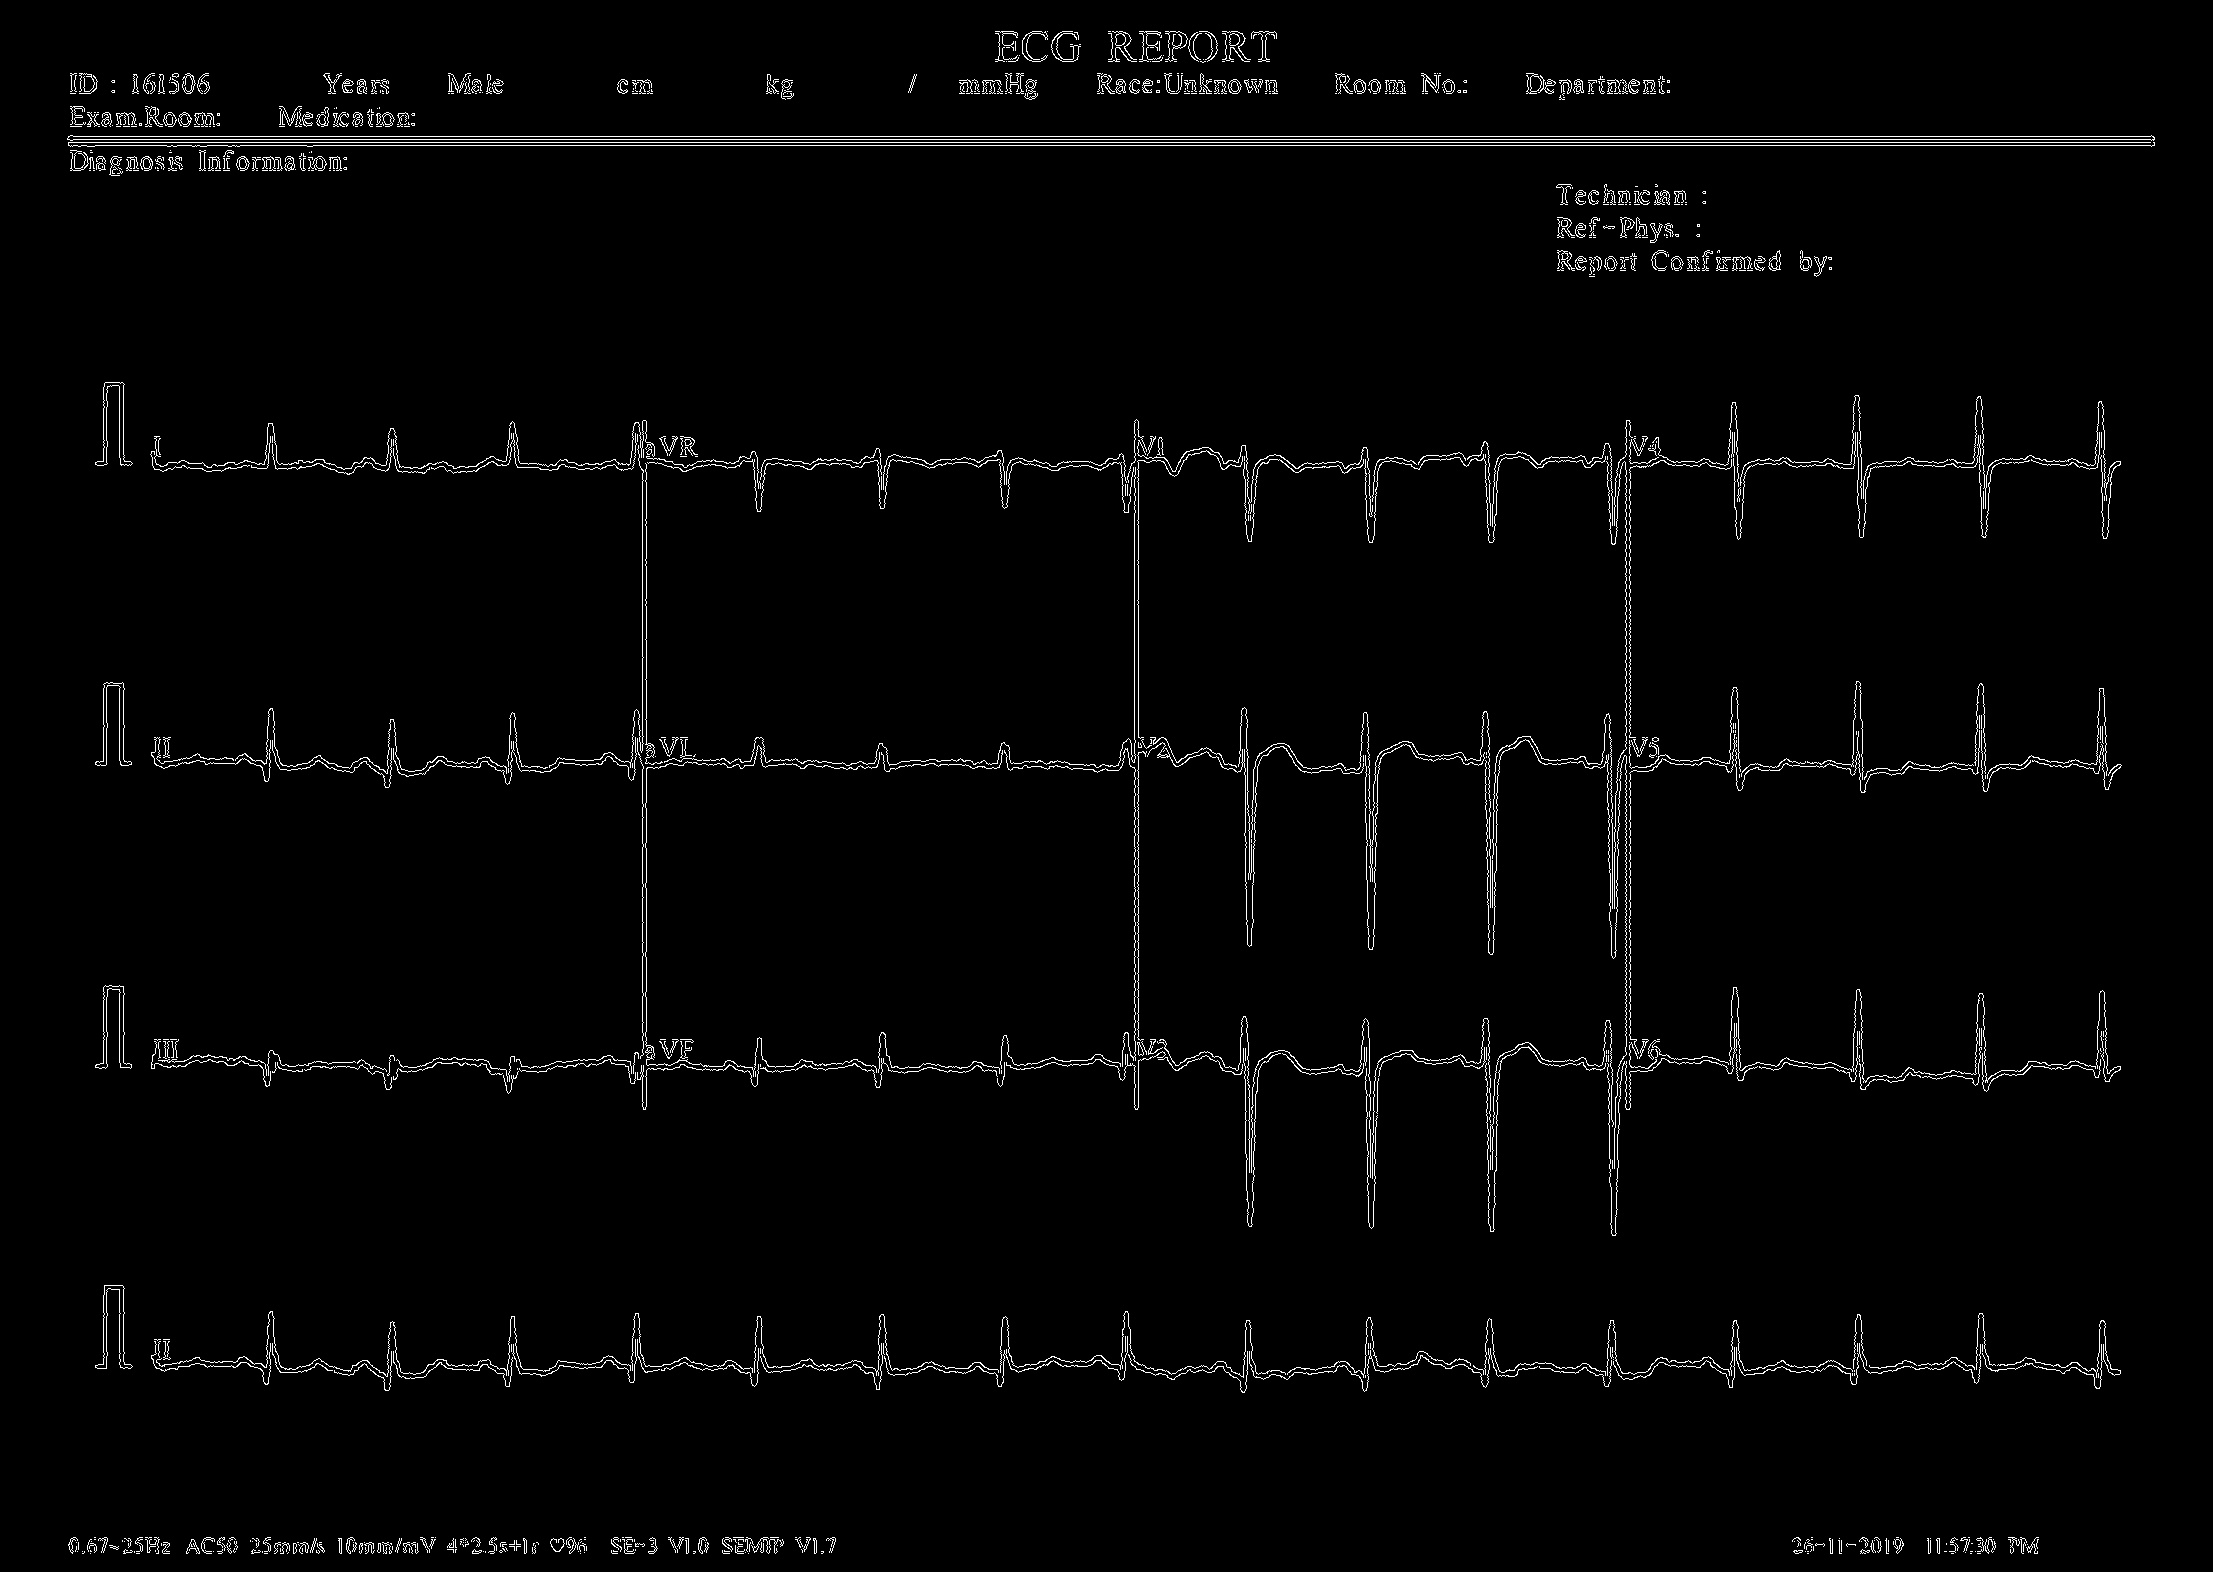 ECG REPORT
ID : 161506 Years Male cm kg / mmHg Race:Unknown Room No.: Department:
Exam.Room: Medication:
Diagnosis Information:
Technician :
Ref-Phys. :
Report Confirmed by:
I aVR V1 V4
II aVL V2 V5
III aVF V3 V6
II
0.67~25Hz AC50 25mm/s 10mm/mV 4*2.5s+1r ♡96 SE-3 V1.0 SEMIP V1.7
26-11-2019 11:57:30 PM